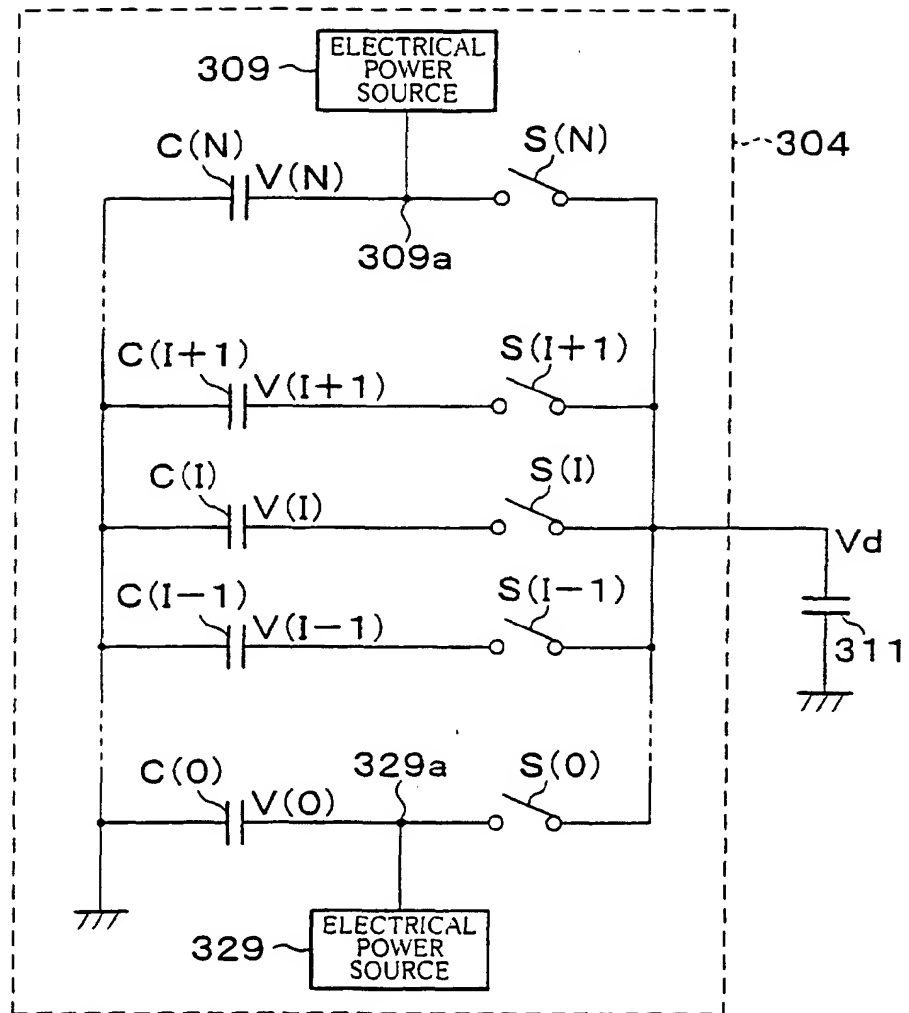 ELECTRICAL
POWER
SOURCE
309
304
C(N)
V(N)
S(N)
309a
C(I+1)
V(I+1)
S(I+1)
C(I)
V(I)
S(I)
Vd
C(I-1)
V(I-1)
S(I-1)
311
C(0)
V(0)
329a
S(0)
329
ELECTRICAL
POWER
SOURCE